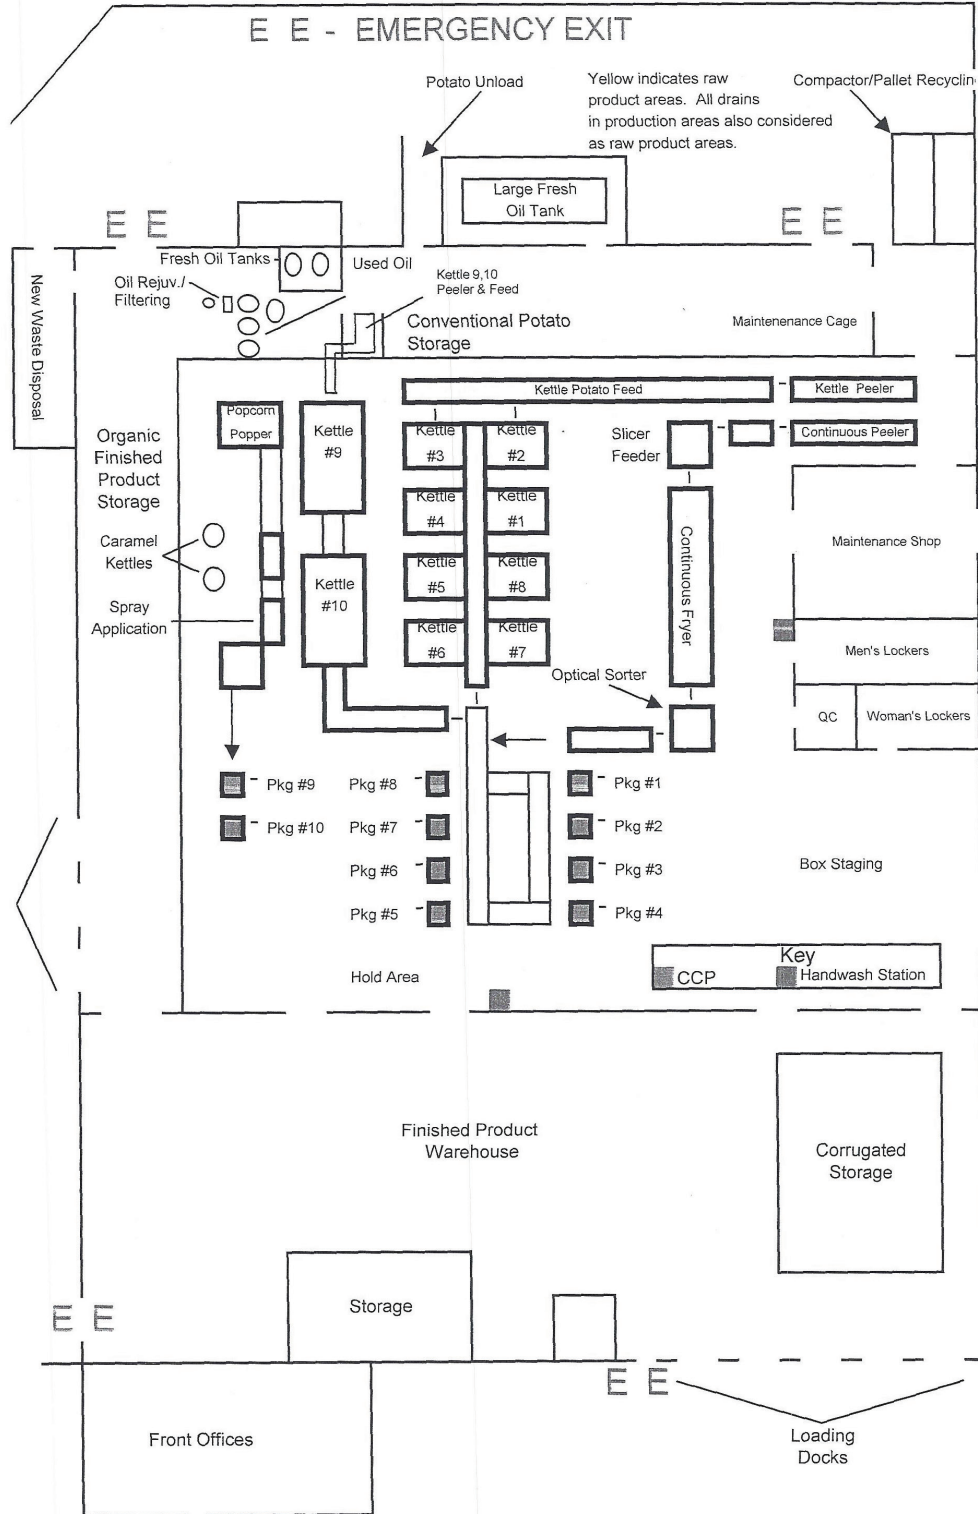 E E - EMERGENCY EXIT
Potato Unload
Yellow indicates raw
product areas. All drains
in production areas also considered
as raw product areas.
Compactor/Pallet Recyclin
Large Fresh
Oil Tank
E E
E E
Fresh Oil Tanks
Used Oil
Oil Rejuv./
Filtering
Kettle 9,10
Peeler & Feed
New Waste Disposal
Conventional Potato
Storage
Maintenenance Cage
Kettle Potato Feed
Kettle Peeler
Popcorn
Popper
Kettle
#9
Kettle
#3
Kettle
#2
Slicer
Feeder
Continuous Peeler
Organic
Finished
Product
Storage
Kettle
#4
Kettle
#1
Caramel
Kettles
Continuous Fryer
Maintenance Shop
Kettle
#10
Kettle
#5
Kettle
#8
Spray
Application
Kettle
#6
Kettle
#7
Men's Lockers
Optical Sorter
QC
Woman's Lockers
Pkg #9
Pkg #8
Pkg #1
Pkg #10
Pkg #7
Pkg #2
Pkg #6
Pkg #3
Box Staging
Pkg #5
Pkg #4
Hold Area
Key
CCP
Handwash Station
Finished Product
Warehouse
Corrugated
Storage
Storage
E E
E E
Front Offices
Loading
Docks